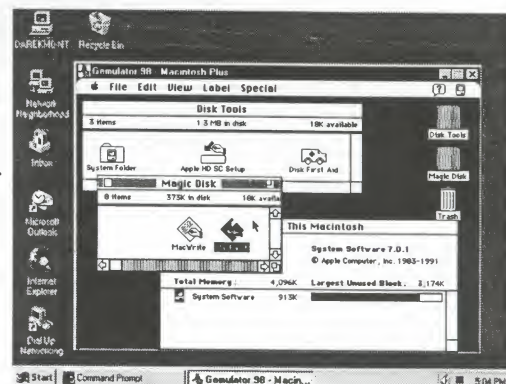 DAREKMONT
Recycle Bin
Network
Neighborhood
Inbox
Microsoft
Outlook
Internet
Explorer
Dial Up
Networking
Gemulator 98 - Macintosh Plus
File Edit View Label Special
Disk Tools
3 items 1.3 MB in disk 18K available
System Folder Apple HD SC Setup Disk First Aid
Disk Tools
Magic Disk
Trash
Magic Disk
8 items 373K in disk 18K availa
MacWrite
This Macintosh
System Software 7.0.1
© Apple Computer, Inc. 1983-1991
Total Memory: 4,096K Largest Unused Block: 3,174K
System Software 913K
Start Command Prompt Gemulator 98 - Macin... 5:04 PM